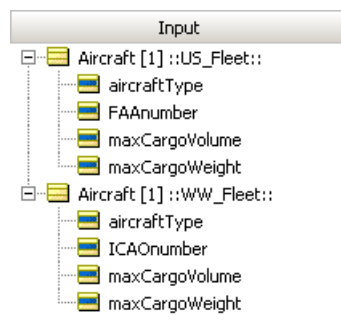 Input
Aircraft [1] ::US_Fleet::
aircraftType
FAAnumber
maxCargoVolume
maxCargoWeight
Aircraft [1] ::WW_Fleet::
aircraftType
ICAOnumber
maxCargoVolume
maxCargoWeight